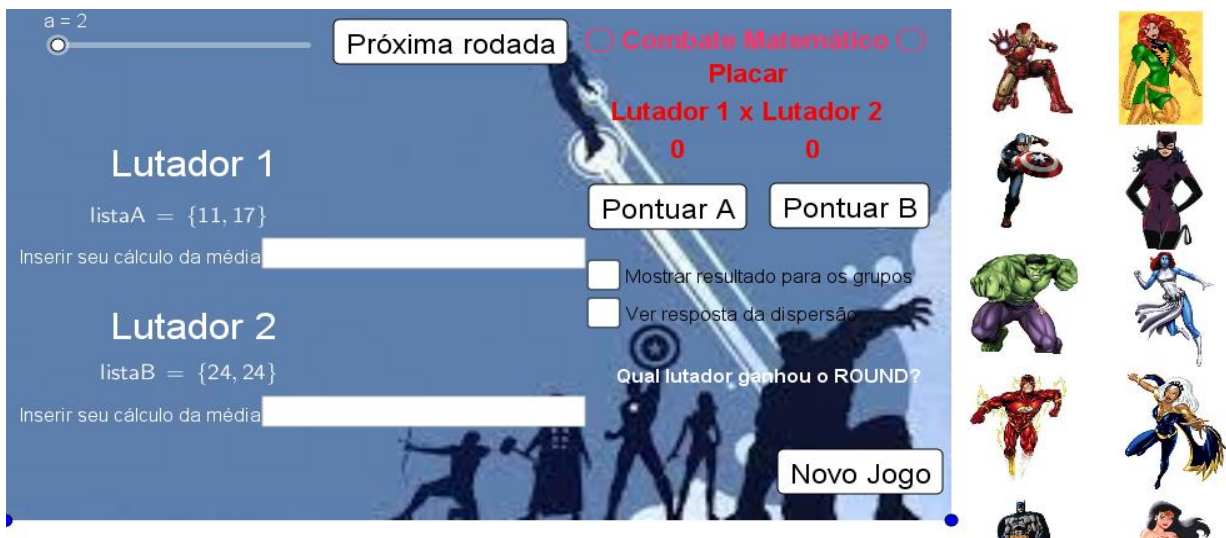 a = 2
Próxima rodada
Combate Matemático
Placar
Lutador 1 x Lutador 2
0 0
Lutador 1
listaA = {11, 17}
Inserir seu cálculo da média
Pontuar A
Pontuar B
Mostrar resultado para os grupos
Ver resposta da dispersão
Lutador 2
listaB = {24, 24}
Inserir seu cálculo da média
Qual lutador ganhou o ROUND?
Novo Jogo